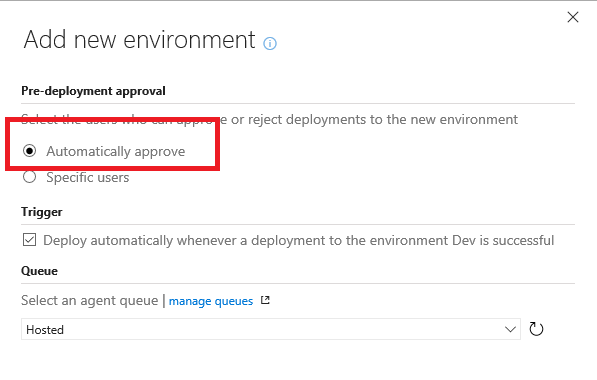 Add new environment
Pre-deployment approval
Select the users who can approve or reject deployments to the new environment
Automatically approve
Specific users
Trigger
Deploy automatically whenever a deployment to the environment Dev is successful
Queue
Select an agent queue | manage queues
Hosted